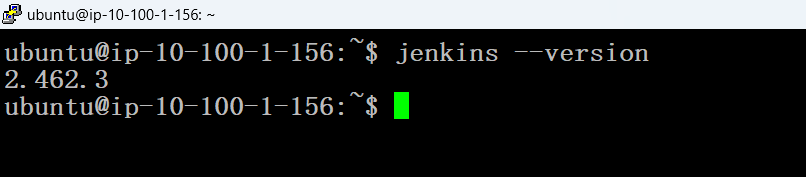 ubuntu@ip-10-100-1-156: ~
ubuntu@ip-10-100-1-156:~$ jenkins --version
2.462.3
ubuntu@ip-10-100-1-156:~$